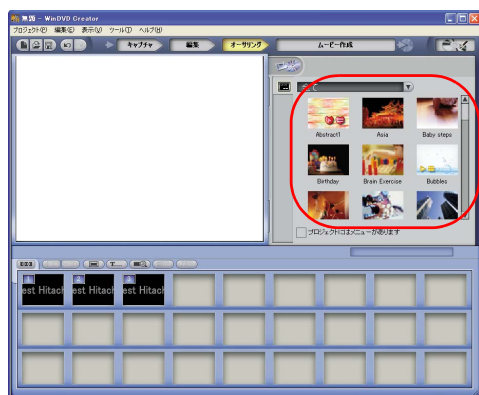 無題 - WinDVD Creator
プロジェクト(P) 編集(E) 表示(V) ツール(T) ヘルプ(H)
キャプチャ 編集 オーサリング ムービー作成
C
Abstract1 Asia Baby steps
Birthday Brain Exercise Bubbles
プロジェクトにはメニューがあります
T...
1 2 3
est Hitach est Hitach est Hitach